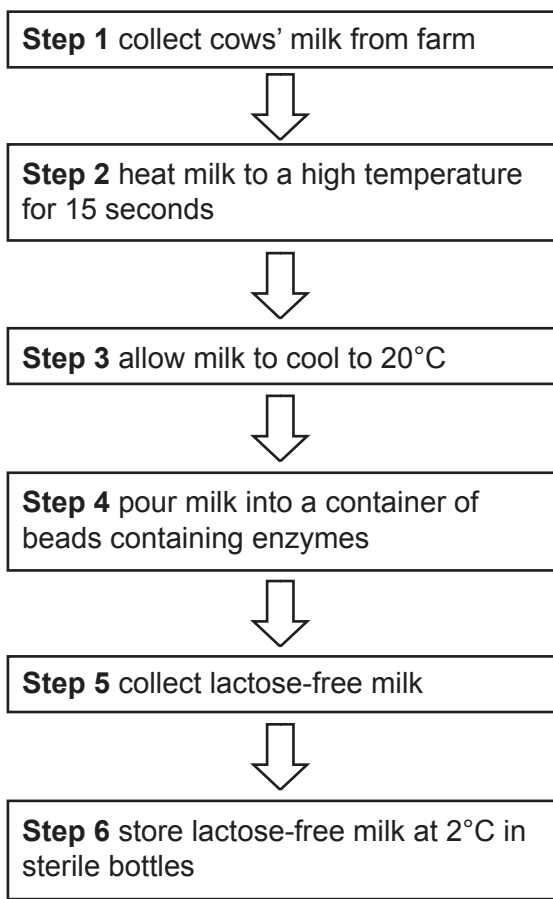 Step 1 collect cows’ milk from farm
Step 2 heat milk to a high temperature
for 15 seconds
Step 3 allow milk to cool to 20°C
Step 4 pour milk into a container of
beads containing enzymes
Step 5 collect lactose-free milk
Step 6 store lactose-free milk at 2°C in
sterile bottles